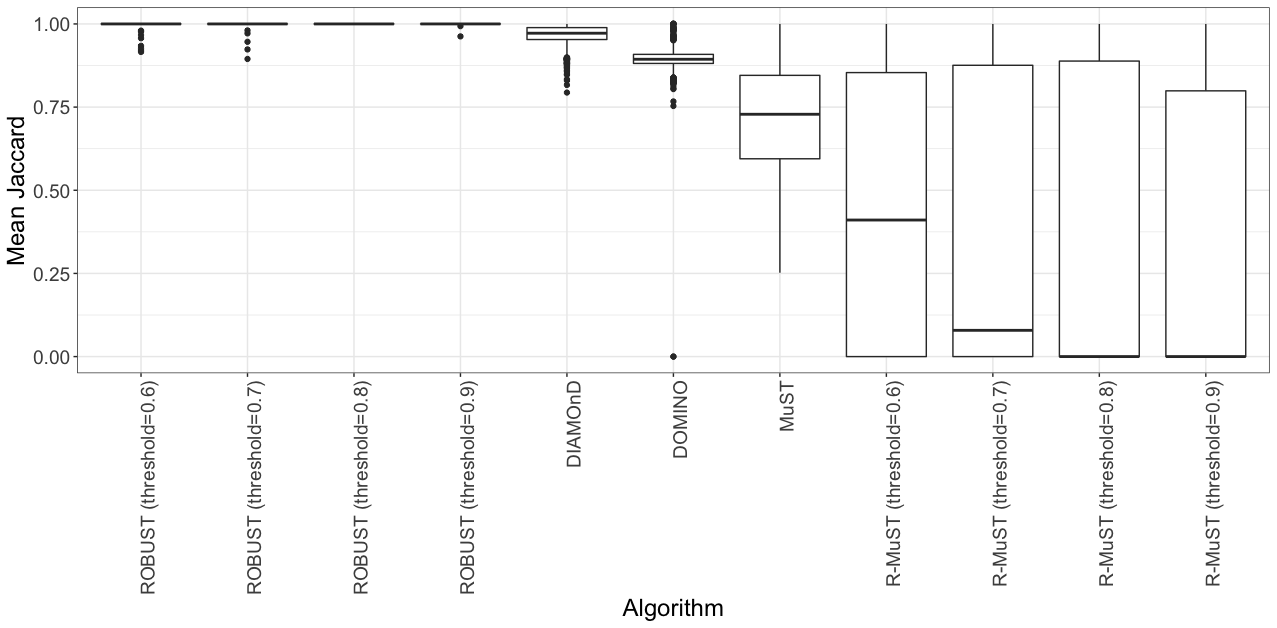 Mean Jaccard
1.00
0.75
0.50
0.25
0.00
ROBUST (threshold=0.6)
ROBUST (threshold=0.7)
ROBUST (threshold=0.8)
ROBUST (threshold=0.9)
DIAMOnD
DOMINO
MuST
R-MuST (threshold=0.6)
R-MuST (threshold=0.7)
R-MuST (threshold=0.8)
R-MuST (threshold=0.9)
Algorithm